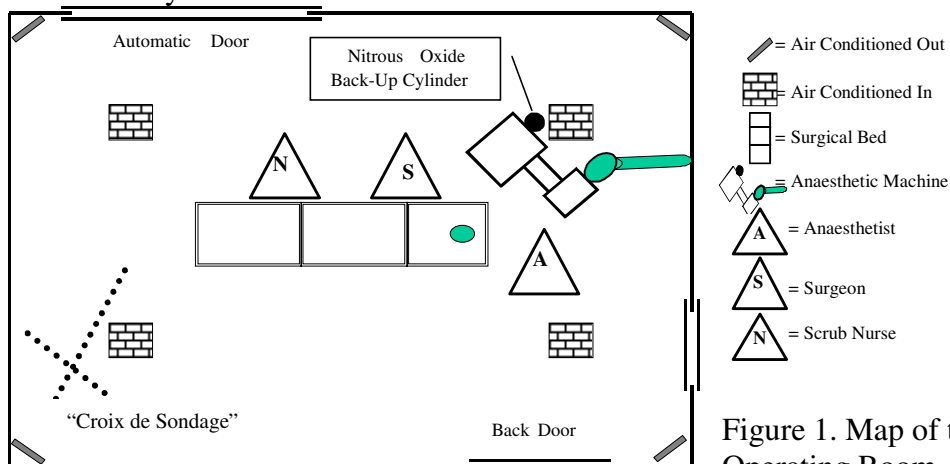 Automatic Door
Nitrous Oxide
Back-Up Cylinder
N
S
A
"Croix de Sondage"
Back Door
= Air Conditioned Out
= Air Conditioned In
= Surgical Bed
= Anaesthetic Machine
A = Anaesthetist
S = Surgeon
N = Scrub Nurse
Figure 1. Map of
Operating Room